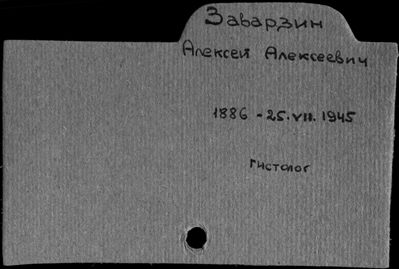 Заварзин
Алексей Алексеевич
1886 - 25.VII.1945
гистолог